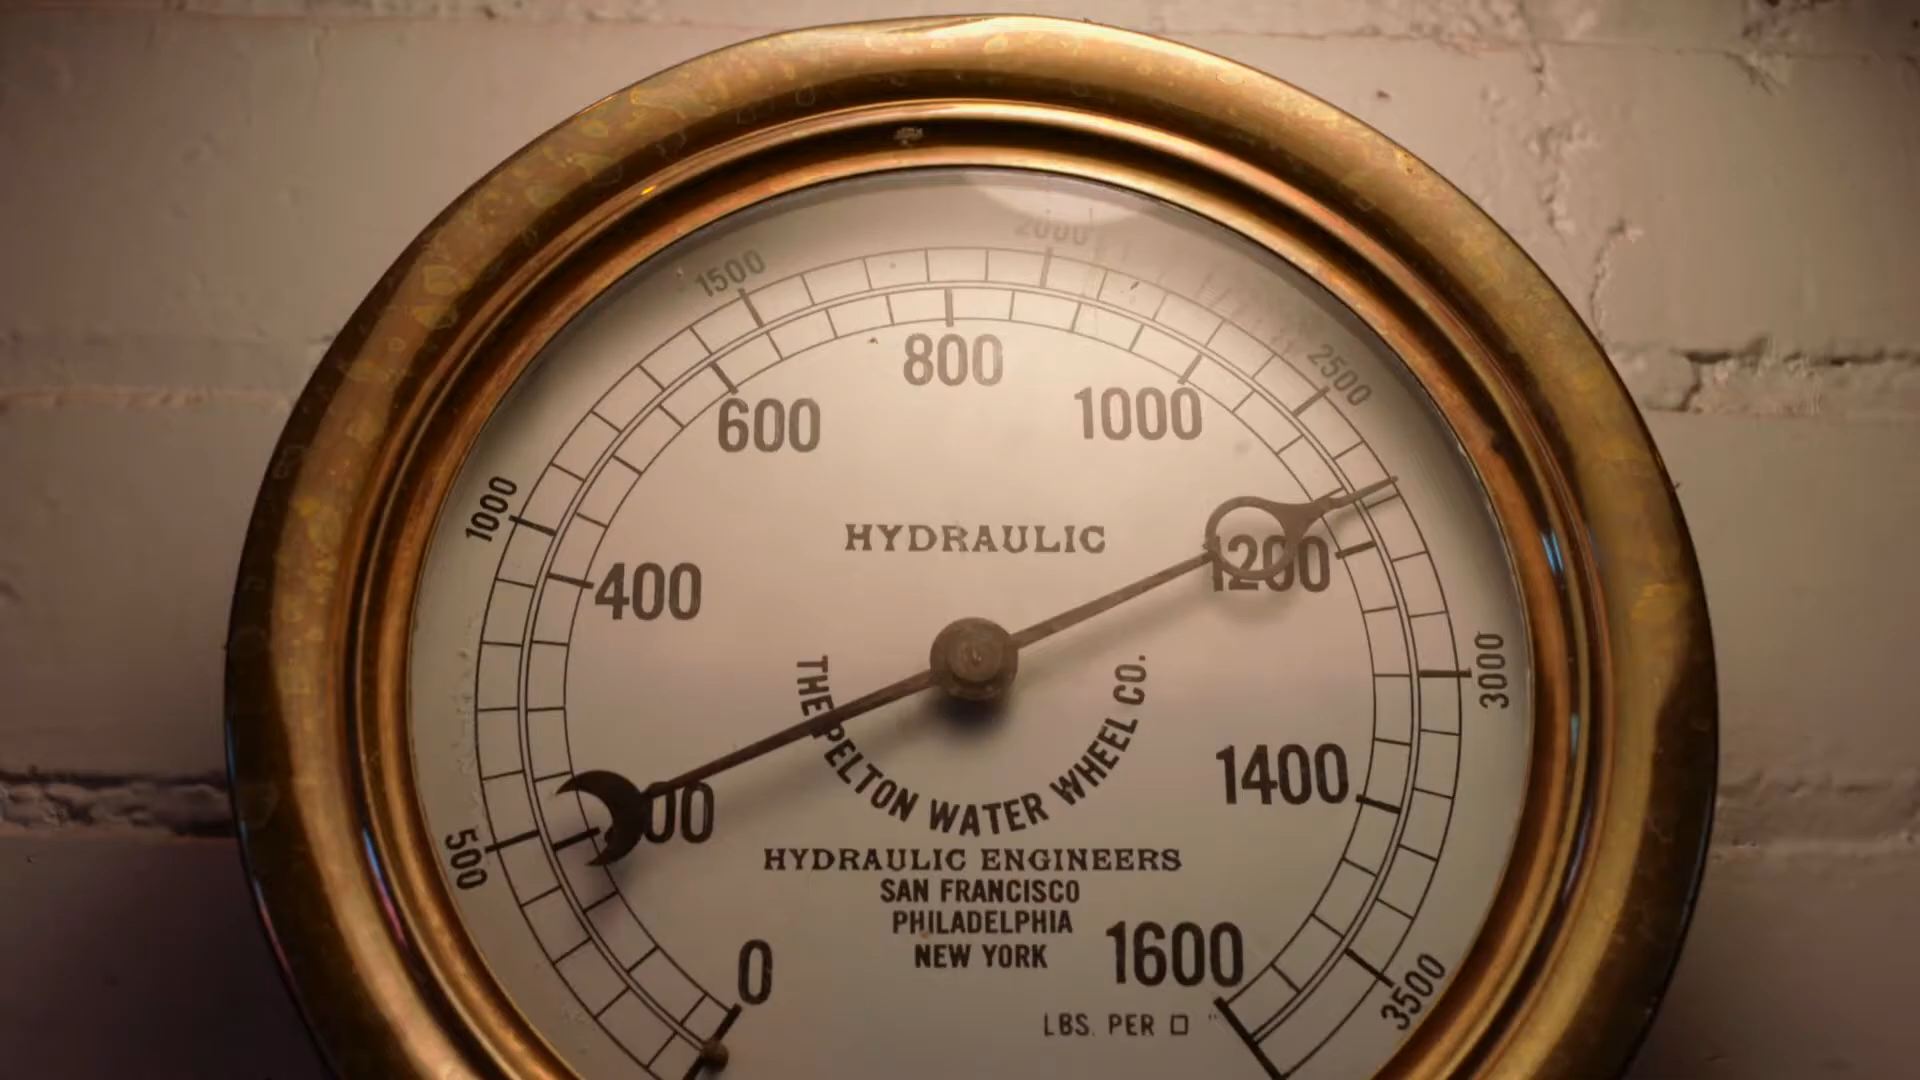 2000
1500
2500
800
600
1000
1000
HYDRAULIC
1200
400
3000
THE PELTON WATER WHEEL CO.
1400
00
500
HYDRAULIC ENGINEERS
SAN FRANCISCO
PHILADELPHIA
NEW YORK
0
1600
3500
LBS. PER □ "